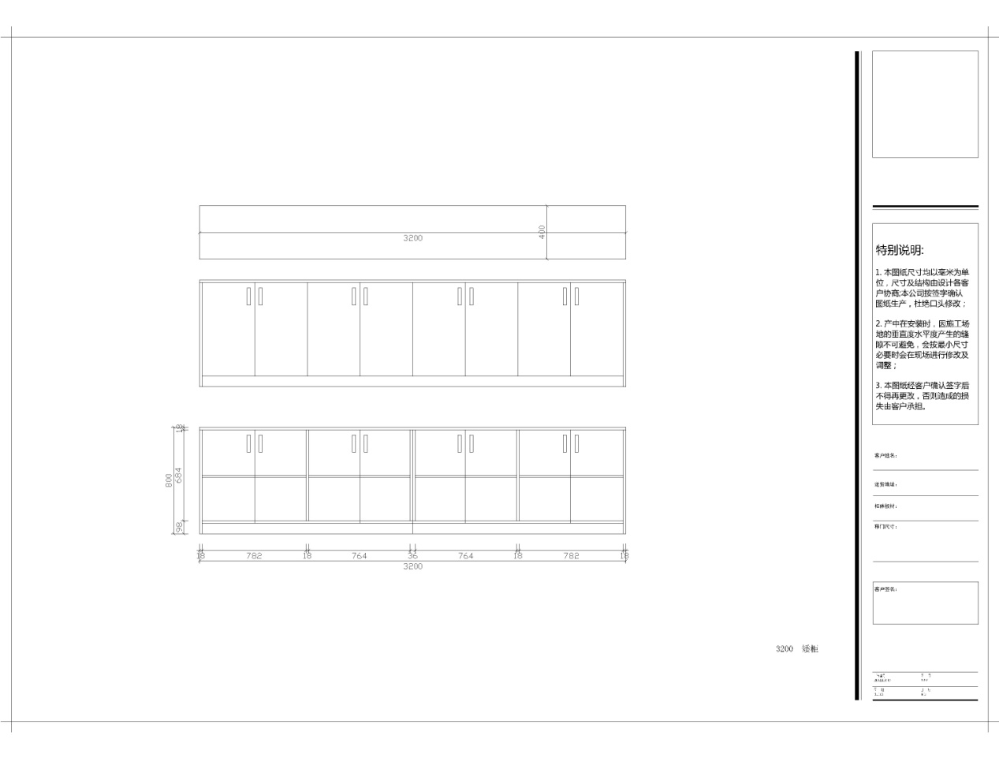 3200
400
18
684
800
98
18
782
18
764
36
764
18
782
18
3200
3200 矮柜
特别说明:
1. 本图纸尺寸均以毫米为单
位，尺寸及结构由设计各客
户协商;本公司按签字确认
图纸生产，杜绝口头修改；
2. 产中在安装时，因施工场
地的垂直度水平度产生的缝
隙不可避免，会按最小尺寸
必要时会在现场进行修改及
调整；
3. 本图纸经客户确认签字后
不得再更改，否则造成的损
失由客户承担。
客户姓名：
送货地址：
柜体板材：
移门尺寸：
客户签名：